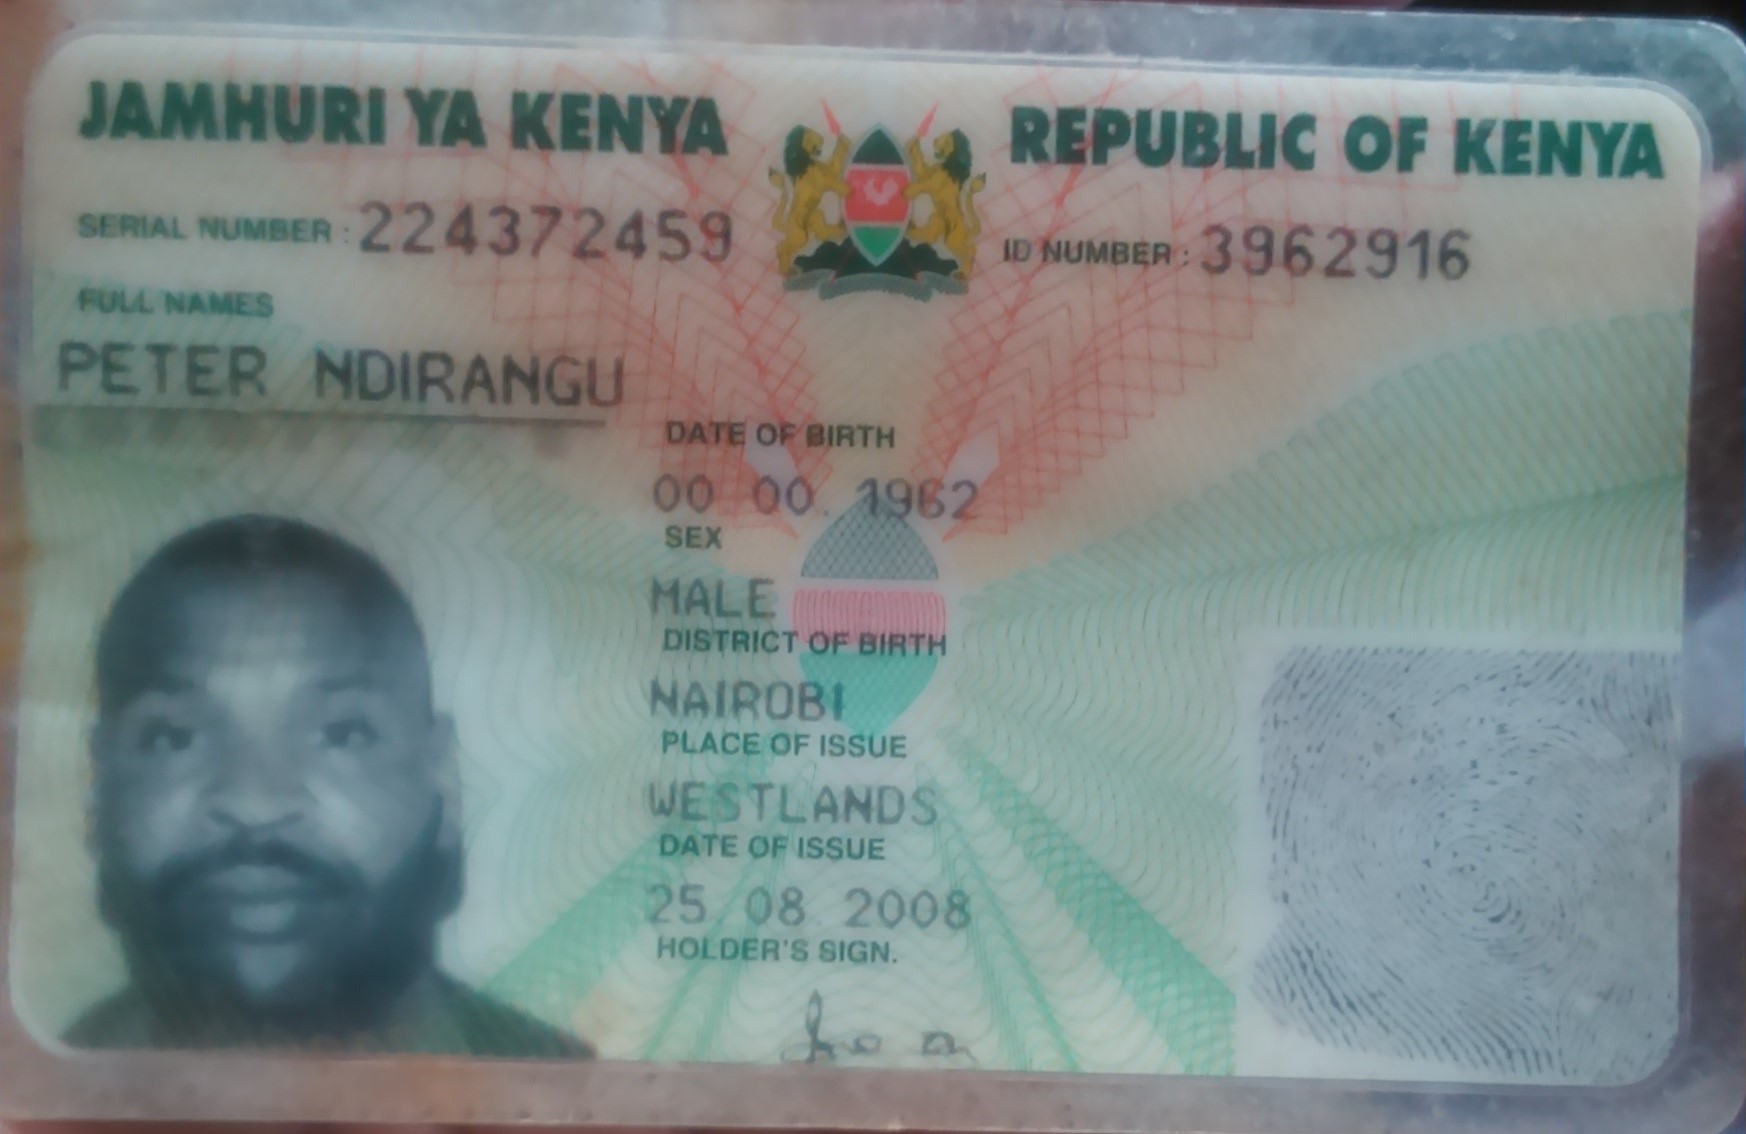 JAMHURI YA KENYA
REPUBLIC OF KENYA
SERIAL NUMBER : 224372459
ID NUMBER : 3962916
FULL NAMES
PETER NDIRANGU
DATE OF BIRTH
00 00. 1962
SEX
MALE
DISTRICT OF BIRTH
NAIROBI
PLACE OF ISSUE
WESTLANDS
DATE OF ISSUE
25 08 2008
HOLDER'S SIGN.